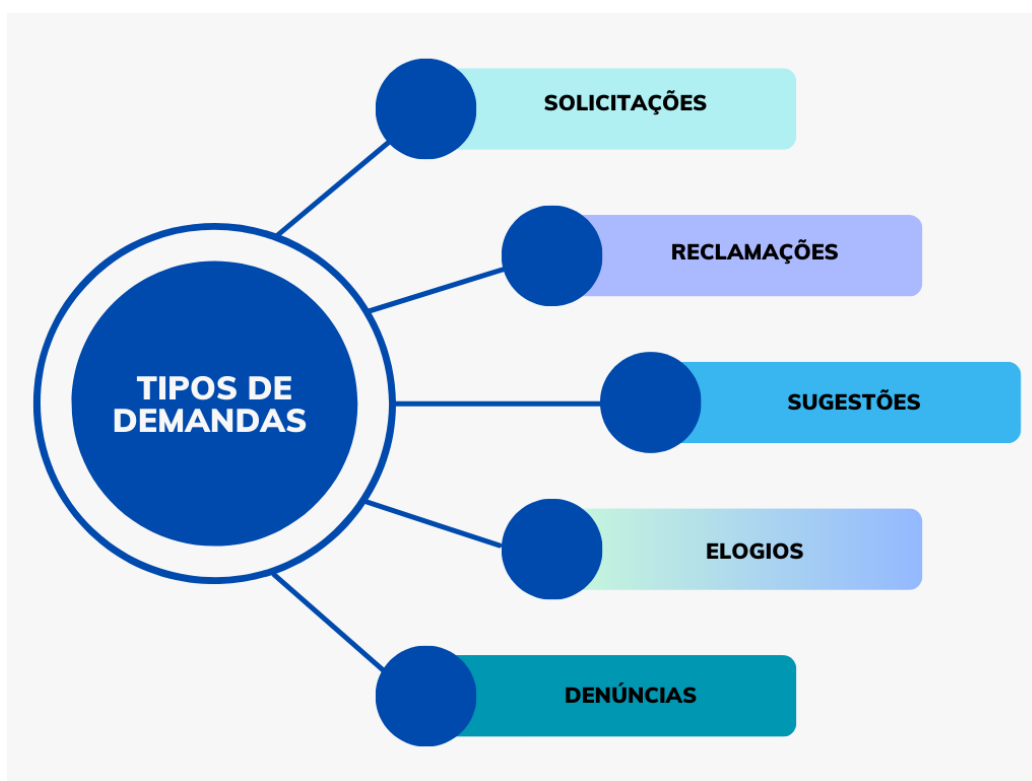 TIPOS DE
DEMANDAS
SOLICITAÇÕES
RECLAMAÇÕES
SUGESTÕES
ELOGIOS
DENÚNCIAS